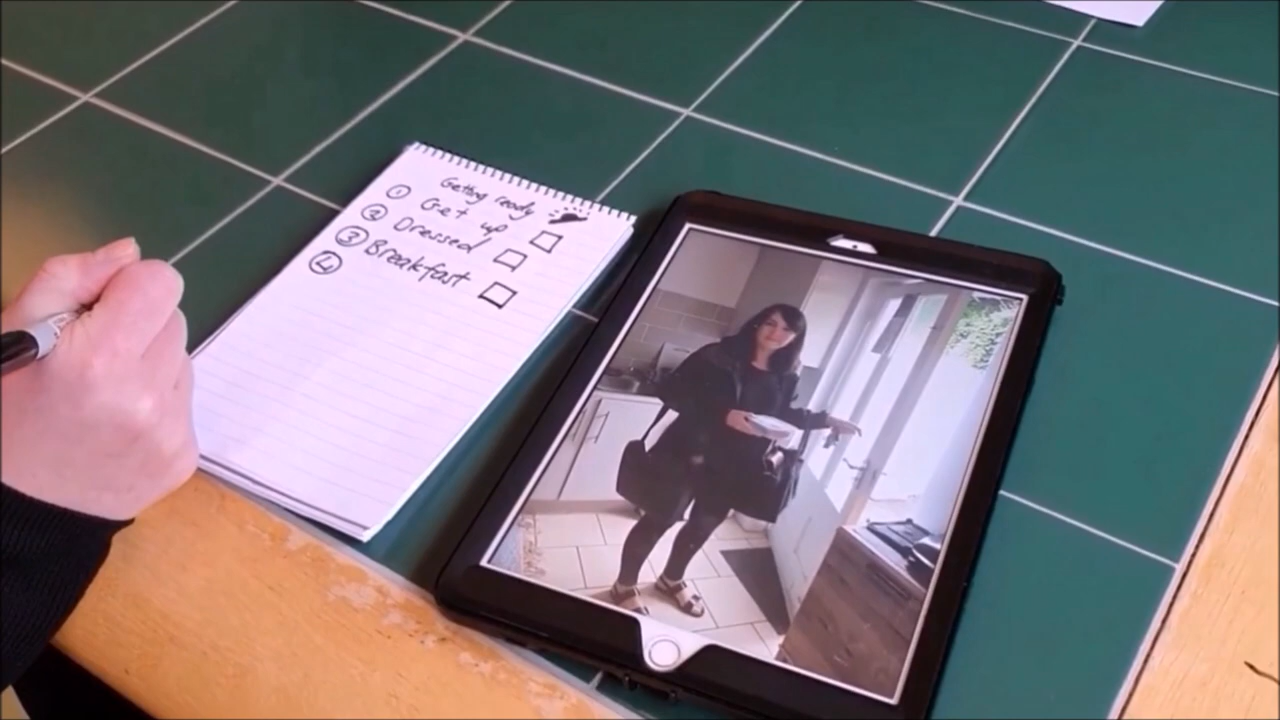 Getting ready
① Get up
② Dressed
③ Breakfast
④